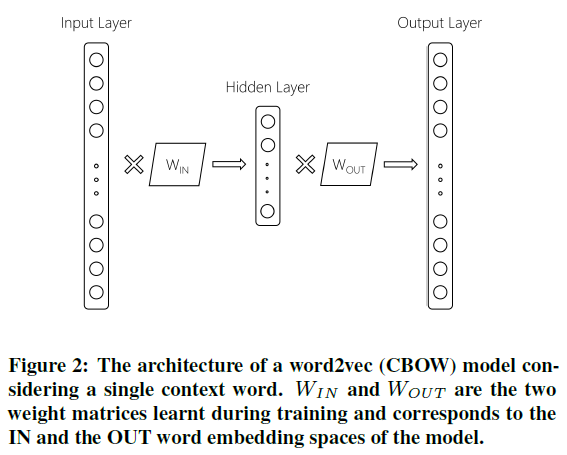 Input Layer
Output Layer
Hidden Layer
W_IN
W_OUT
Figure 2: The architecture of a word2vec (CBOW) model con-
sidering a single context word. W_IN and W_OUT are the two
weight matrices learnt during training and corresponds to the
IN and the OUT word embedding spaces of the model.